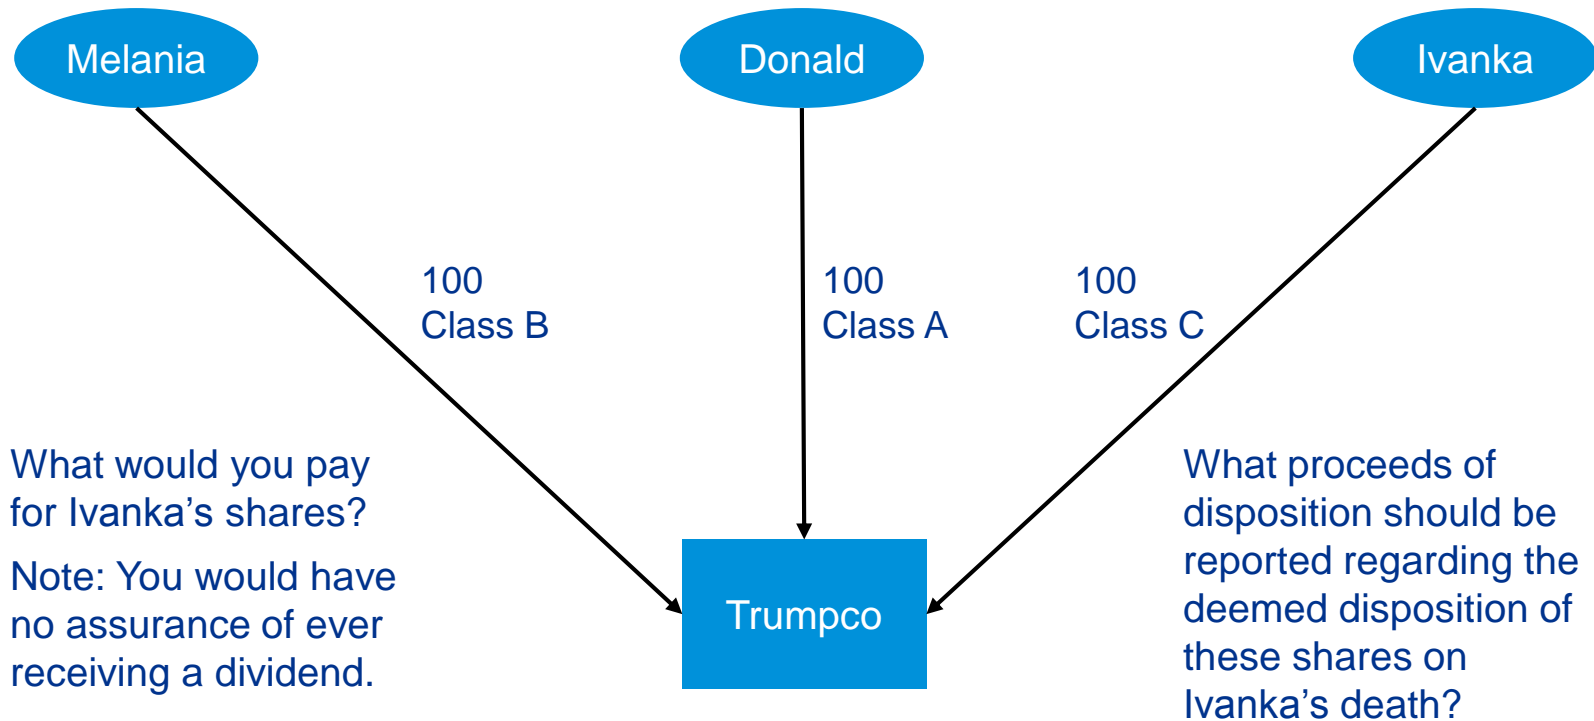 Melania
Donald
Ivanka
100
Class B
100
Class A
100
Class C
What would you pay
for Ivanka’s shares?
Note: You would have
no assurance of ever
receiving a dividend.
Trumpco
What proceeds of
disposition should be
reported regarding the
deemed disposition of
these shares on
Ivanka’s death?